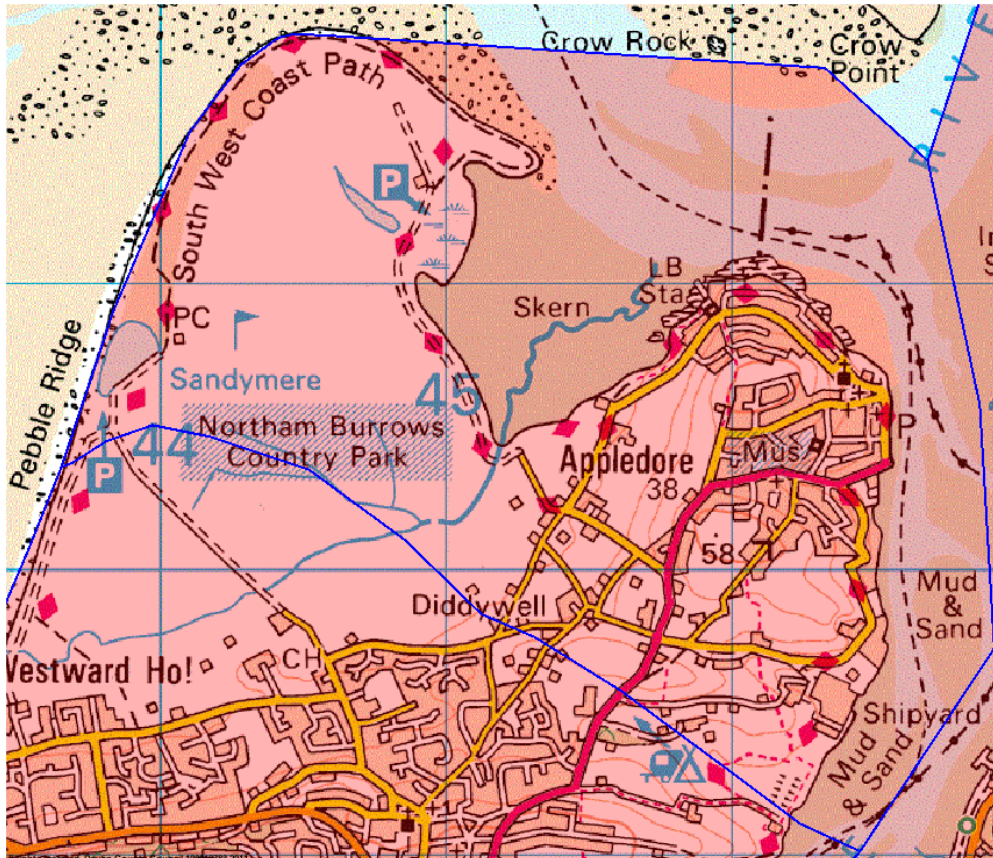 Crow Rock
Crow
Point
RIVE
South West Coast Path
P
LB
Sta
Skern
PC
Pebble Ridge
Sandymere
45
44
Northam Burrows
Country Park
P
Appledore
38
Mus
P
58
Diddywell
Mud
&
Sand
CH
Westward Ho!
Shipyard
Mud
& Sand